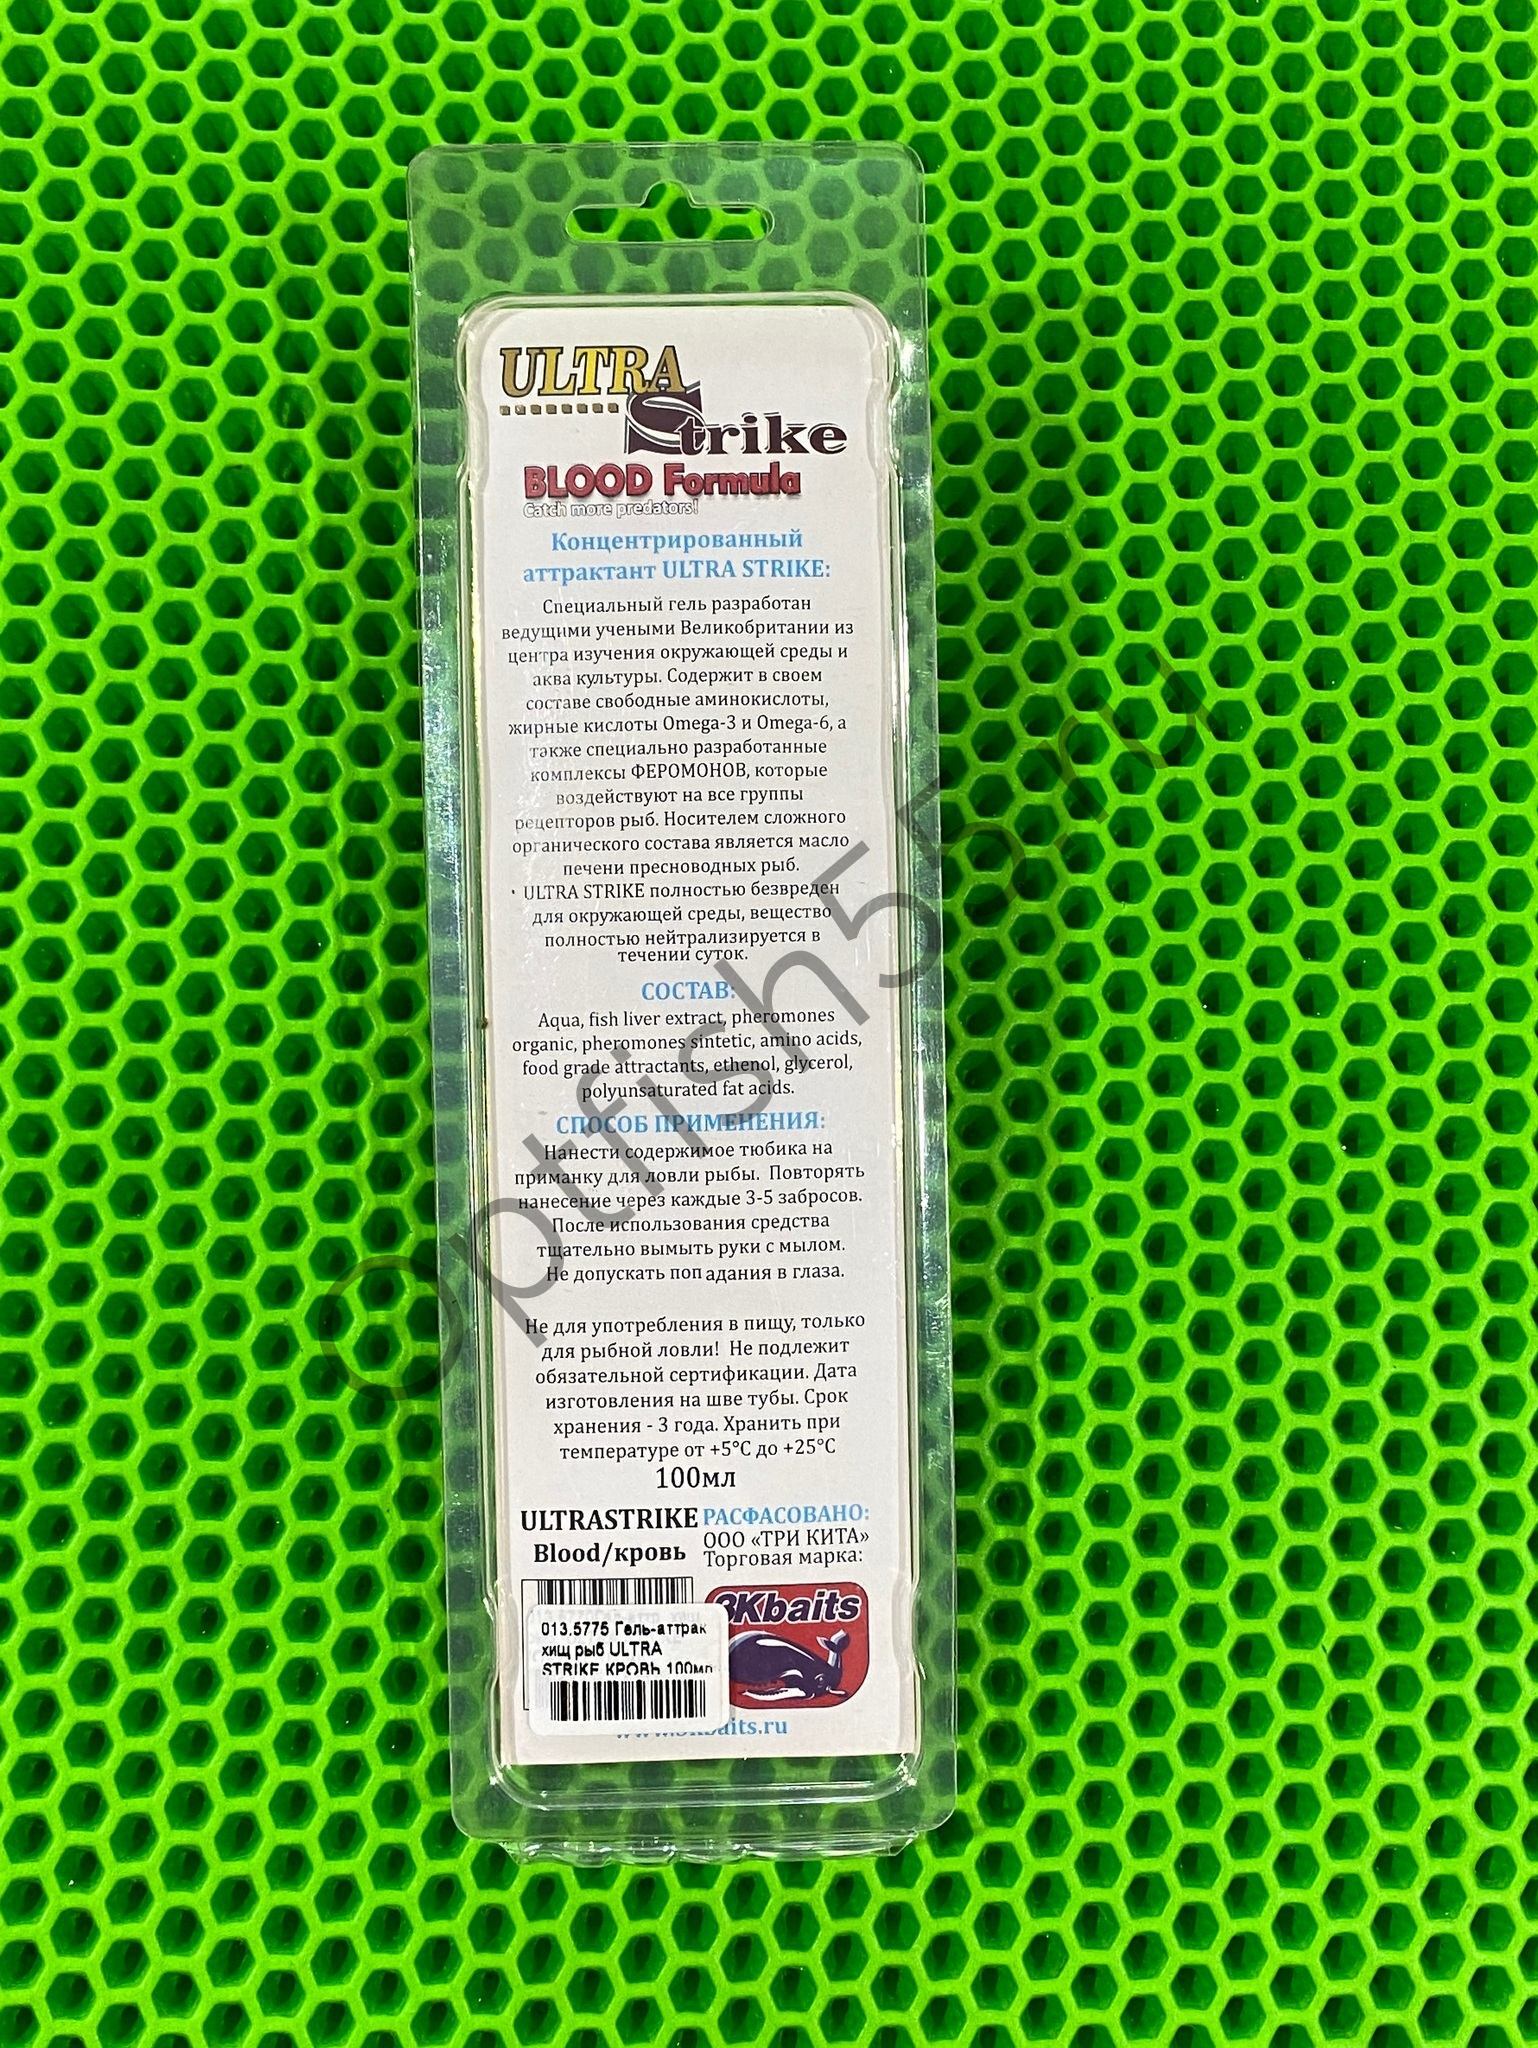 ULTRA
Strike
BLOOD Formula
Catch more predators!
Концентрированный
аттрактант ULTRA STRIKE:
Специальный гель разработан
ведущими учеными Великобритании из
центра изучения окружающей среды и
аква культуры. Содержит в своем
составе свободные аминокислоты,
жирные кислоты Omega-3 и Omega-6, а
также специально разработанные
комплексы ФЕРОМОНОВ, которые
воздействуют на все группы
рецепторов рыб. Носителем сложного
органического состава является масло
печени пресноводных рыб.
ULTRA STRIKE полностью безвреден
для окружающей среды, вещество
полностью нейтрализируется в
течении суток.
СОСТАВ:
Aqua, fish liver extract, pheromones
organic, pheromones sintetic, amino acids,
food grade attractants, ethenol, glycerol,
polyunsaturated fat acids.
СПОСОБ ПРИМЕНЕНИЯ:
Нанести содержимое тюбика на
приманку для ловли рыбы. Повторять
нанесение через каждые 3-5 забросов.
После использования средства
тщательно вымыть руки с мылом.
Не допускать поп адания в глаза.
Не для употребления в пищу, только
для рыбной ловли! Не подлежит
обязательной сертификации. Дата
изготовления на шве тубы. Срок
хранения - 3 года. Хранить при
температуре от +5°C до +25°C
100мл
ULTRASTRIKE
Blood/кровь
РАСФАСОВАНО:
ООО «ТРИ КИТА»
Торговая марка:
3Kbaits
013.5775 Гель-аттрак
хищ рыб ULTRA
STRIKE КРОВЬ 100мл
www.3kbaits.ru
Optfish55.ru